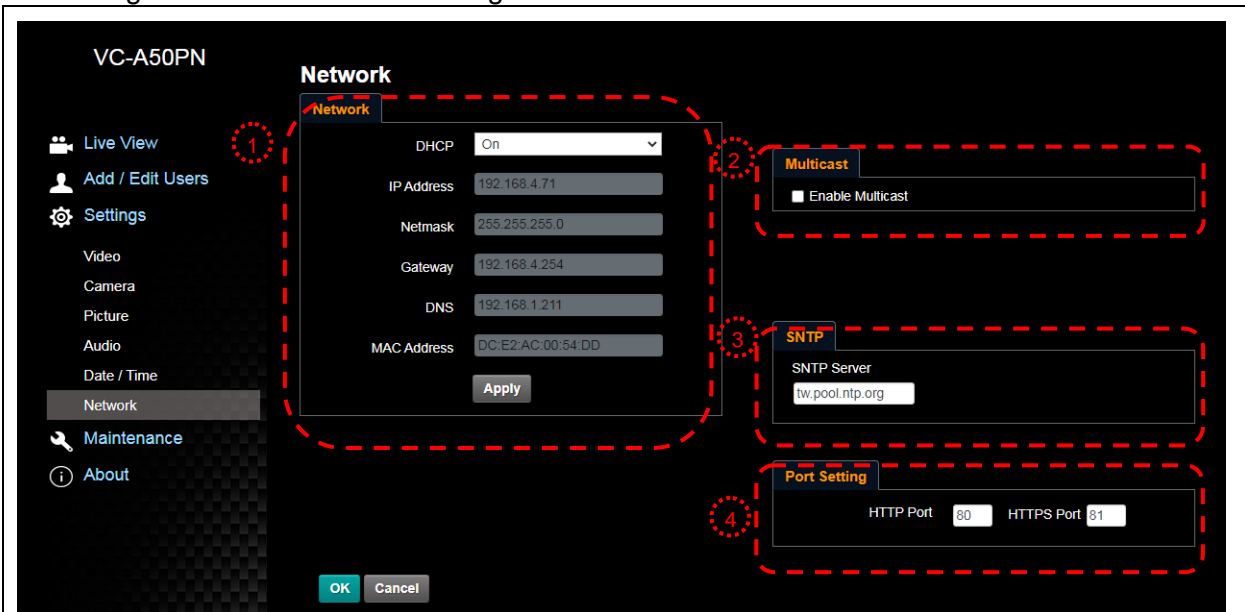 VC-A50PN
Live View
Add / Edit Users
Settings
Video
Camera
Picture
Audio
Date / Time
Network
Maintenance
About
Network
1
Network
DHCP On
IP Address 192.168.4.71
Netmask 255.255.255.0
Gateway 192.168.4.254
DNS 192.168.1.211
MAC Address DC:E2:AC:00:54:DD
Apply
2
Multicast
Enable Multicast
3
SNTP
SNTP Server
tw.pool.ntp.org
4
Port Setting
HTTP Port 80 HTTPS Port 81
OK Cancel